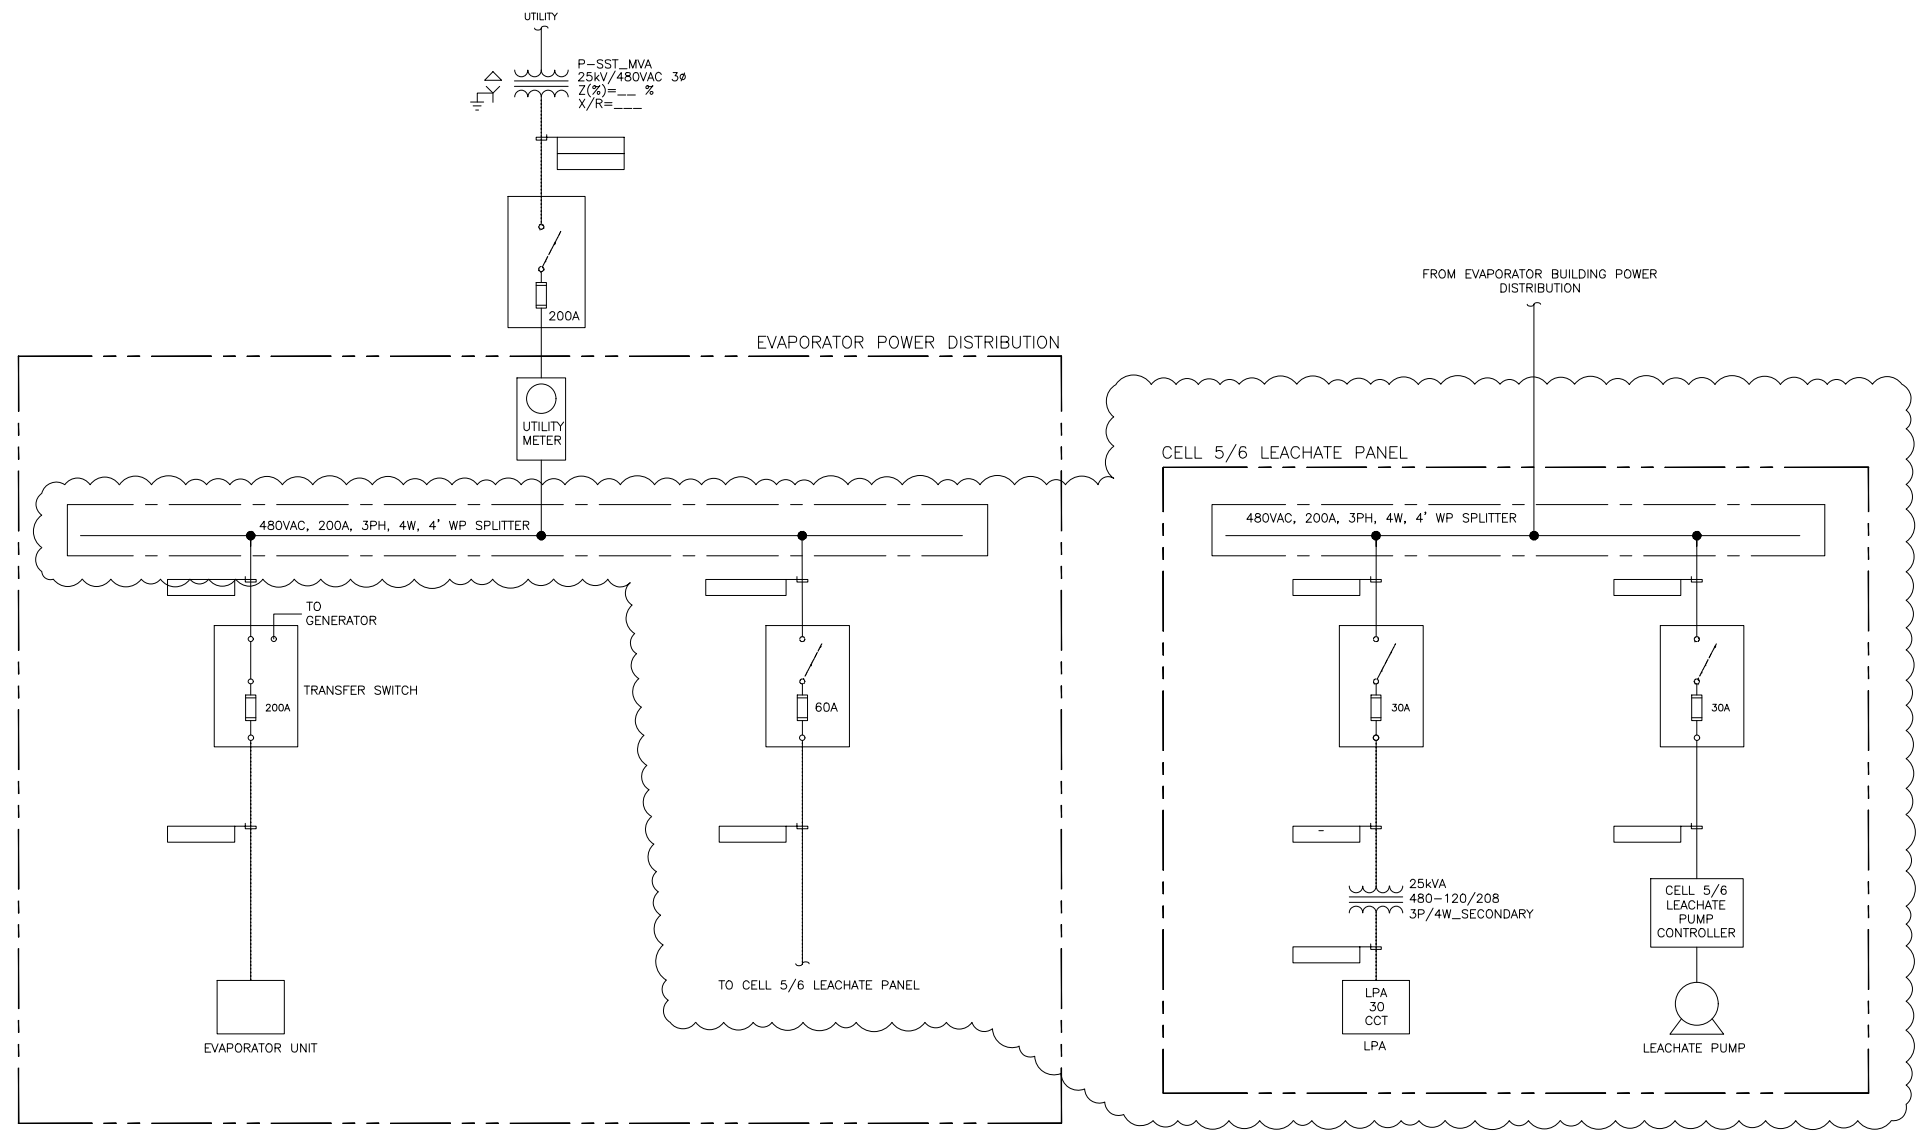 UTILITY
P-SST_MVA
25kV/480VAC 3ø
Z(%)=__ %
X/R=___
200A
EVAPORATOR POWER DISTRIBUTION
UTILITY
METER
480VAC, 200A, 3PH, 4W, 4' WP SPLITTER
TO
GENERATOR
TRANSFER SWITCH
200A
60A
EVAPORATOR UNIT
TO CELL 5/6 LEACHATE PANEL
FROM EVAPORATOR BUILDING POWER
DISTRIBUTION
CELL 5/6 LEACHATE PANEL
480VAC, 200A, 3PH, 4W, 4' WP SPLITTER
30A
30A
-
25kVA
480-120/208
3P/4W_SECONDARY
CELL 5/6
LEACHATE
PUMP
CONTROLLER
LPA
30
CCT
LPA
LEACHATE PUMP